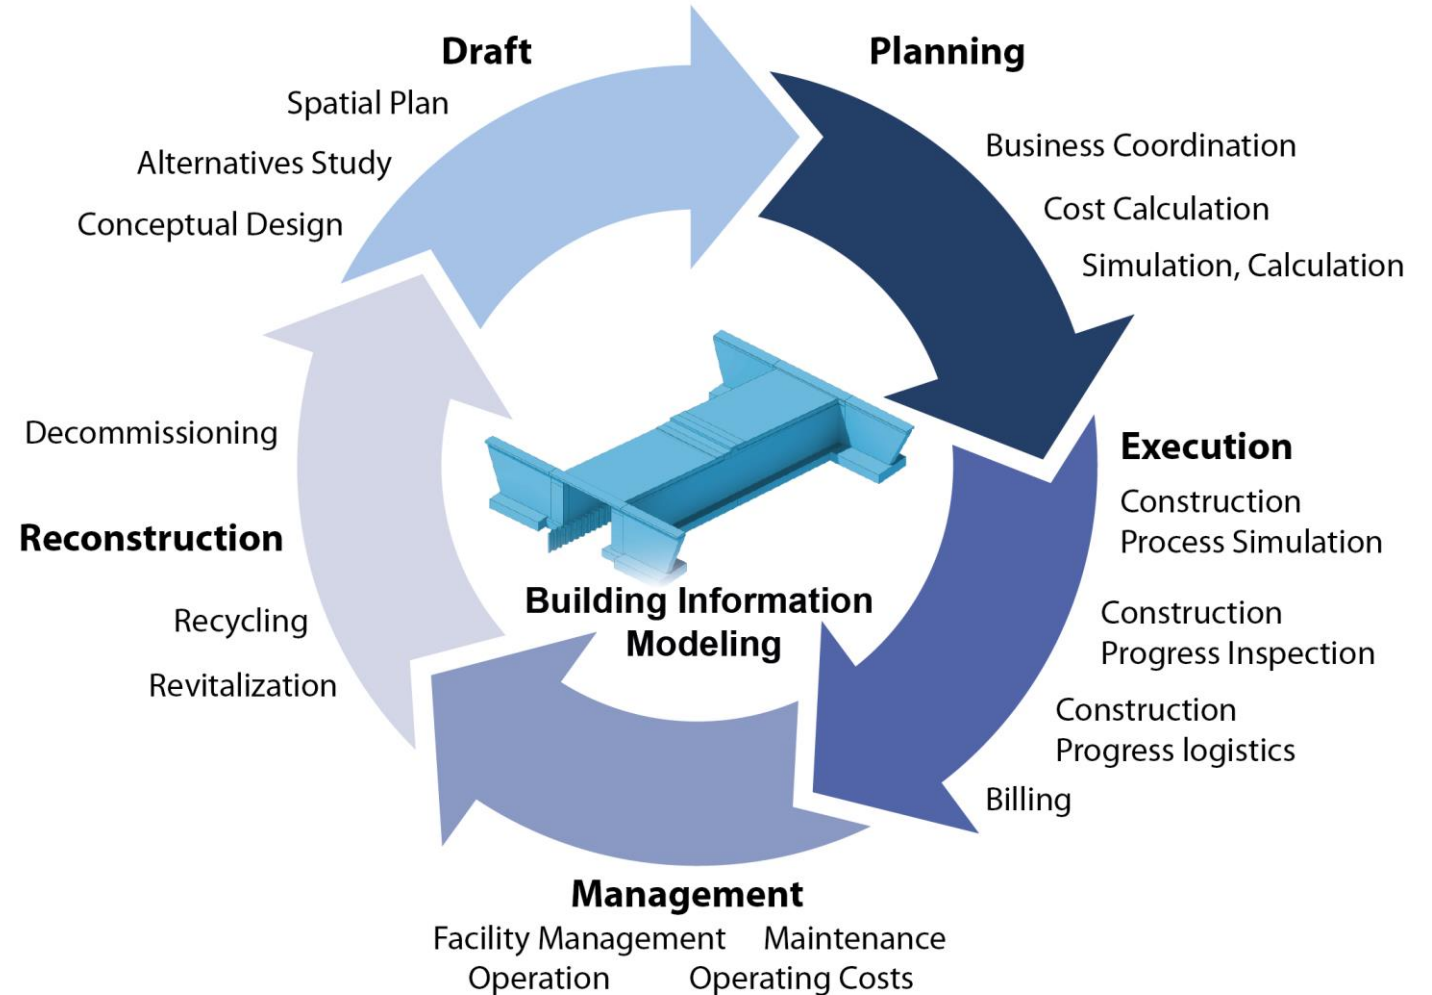 Draft
Spatial Plan
Alternatives Study
Conceptual Design
Planning
Business Coordination
Cost Calculation
Simulation, Calculation
Execution
Construction
Process Simulation
Construction
Progress Inspection
Construction
Progress logistics
Billing
Management
Facility Management Maintenance
Operation Operating Costs
Decommissioning
Reconstruction
Recycling
Revitalization
Building Information
Modeling